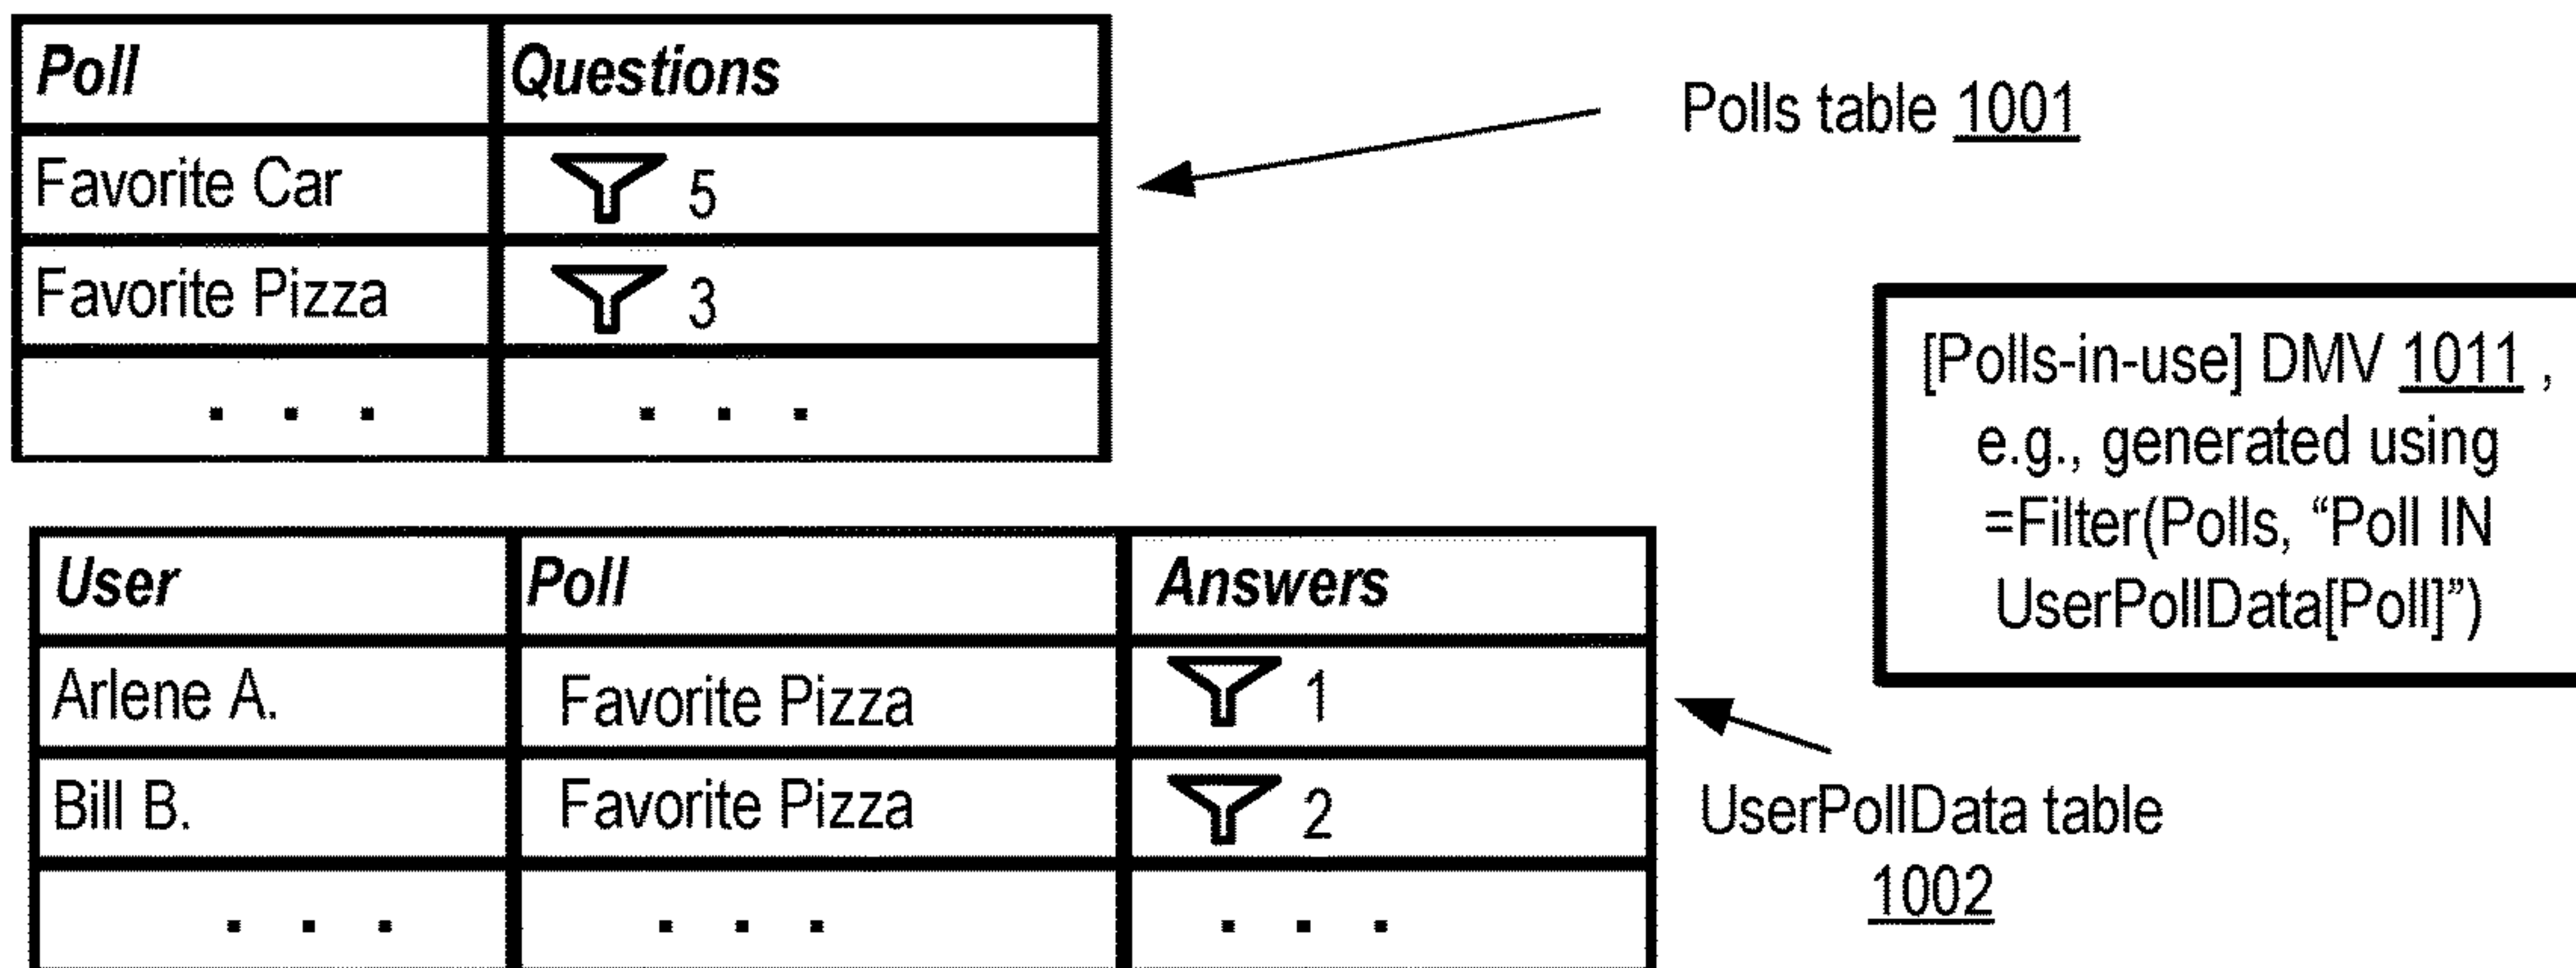 Poll Questions
Favorite Car 5
Favorite Pizza 3
. . . . . .
Polls table 1001
[Polls-in-use] DMV 1011 ,
e.g., generated using
=Filter(Polls, “Poll IN
UserPollData[Poll]”)
User Poll Answers
Arlene A. Favorite Pizza 1
Bill B. Favorite Pizza 2
. . . . . . . . .
UserPollData table
1002